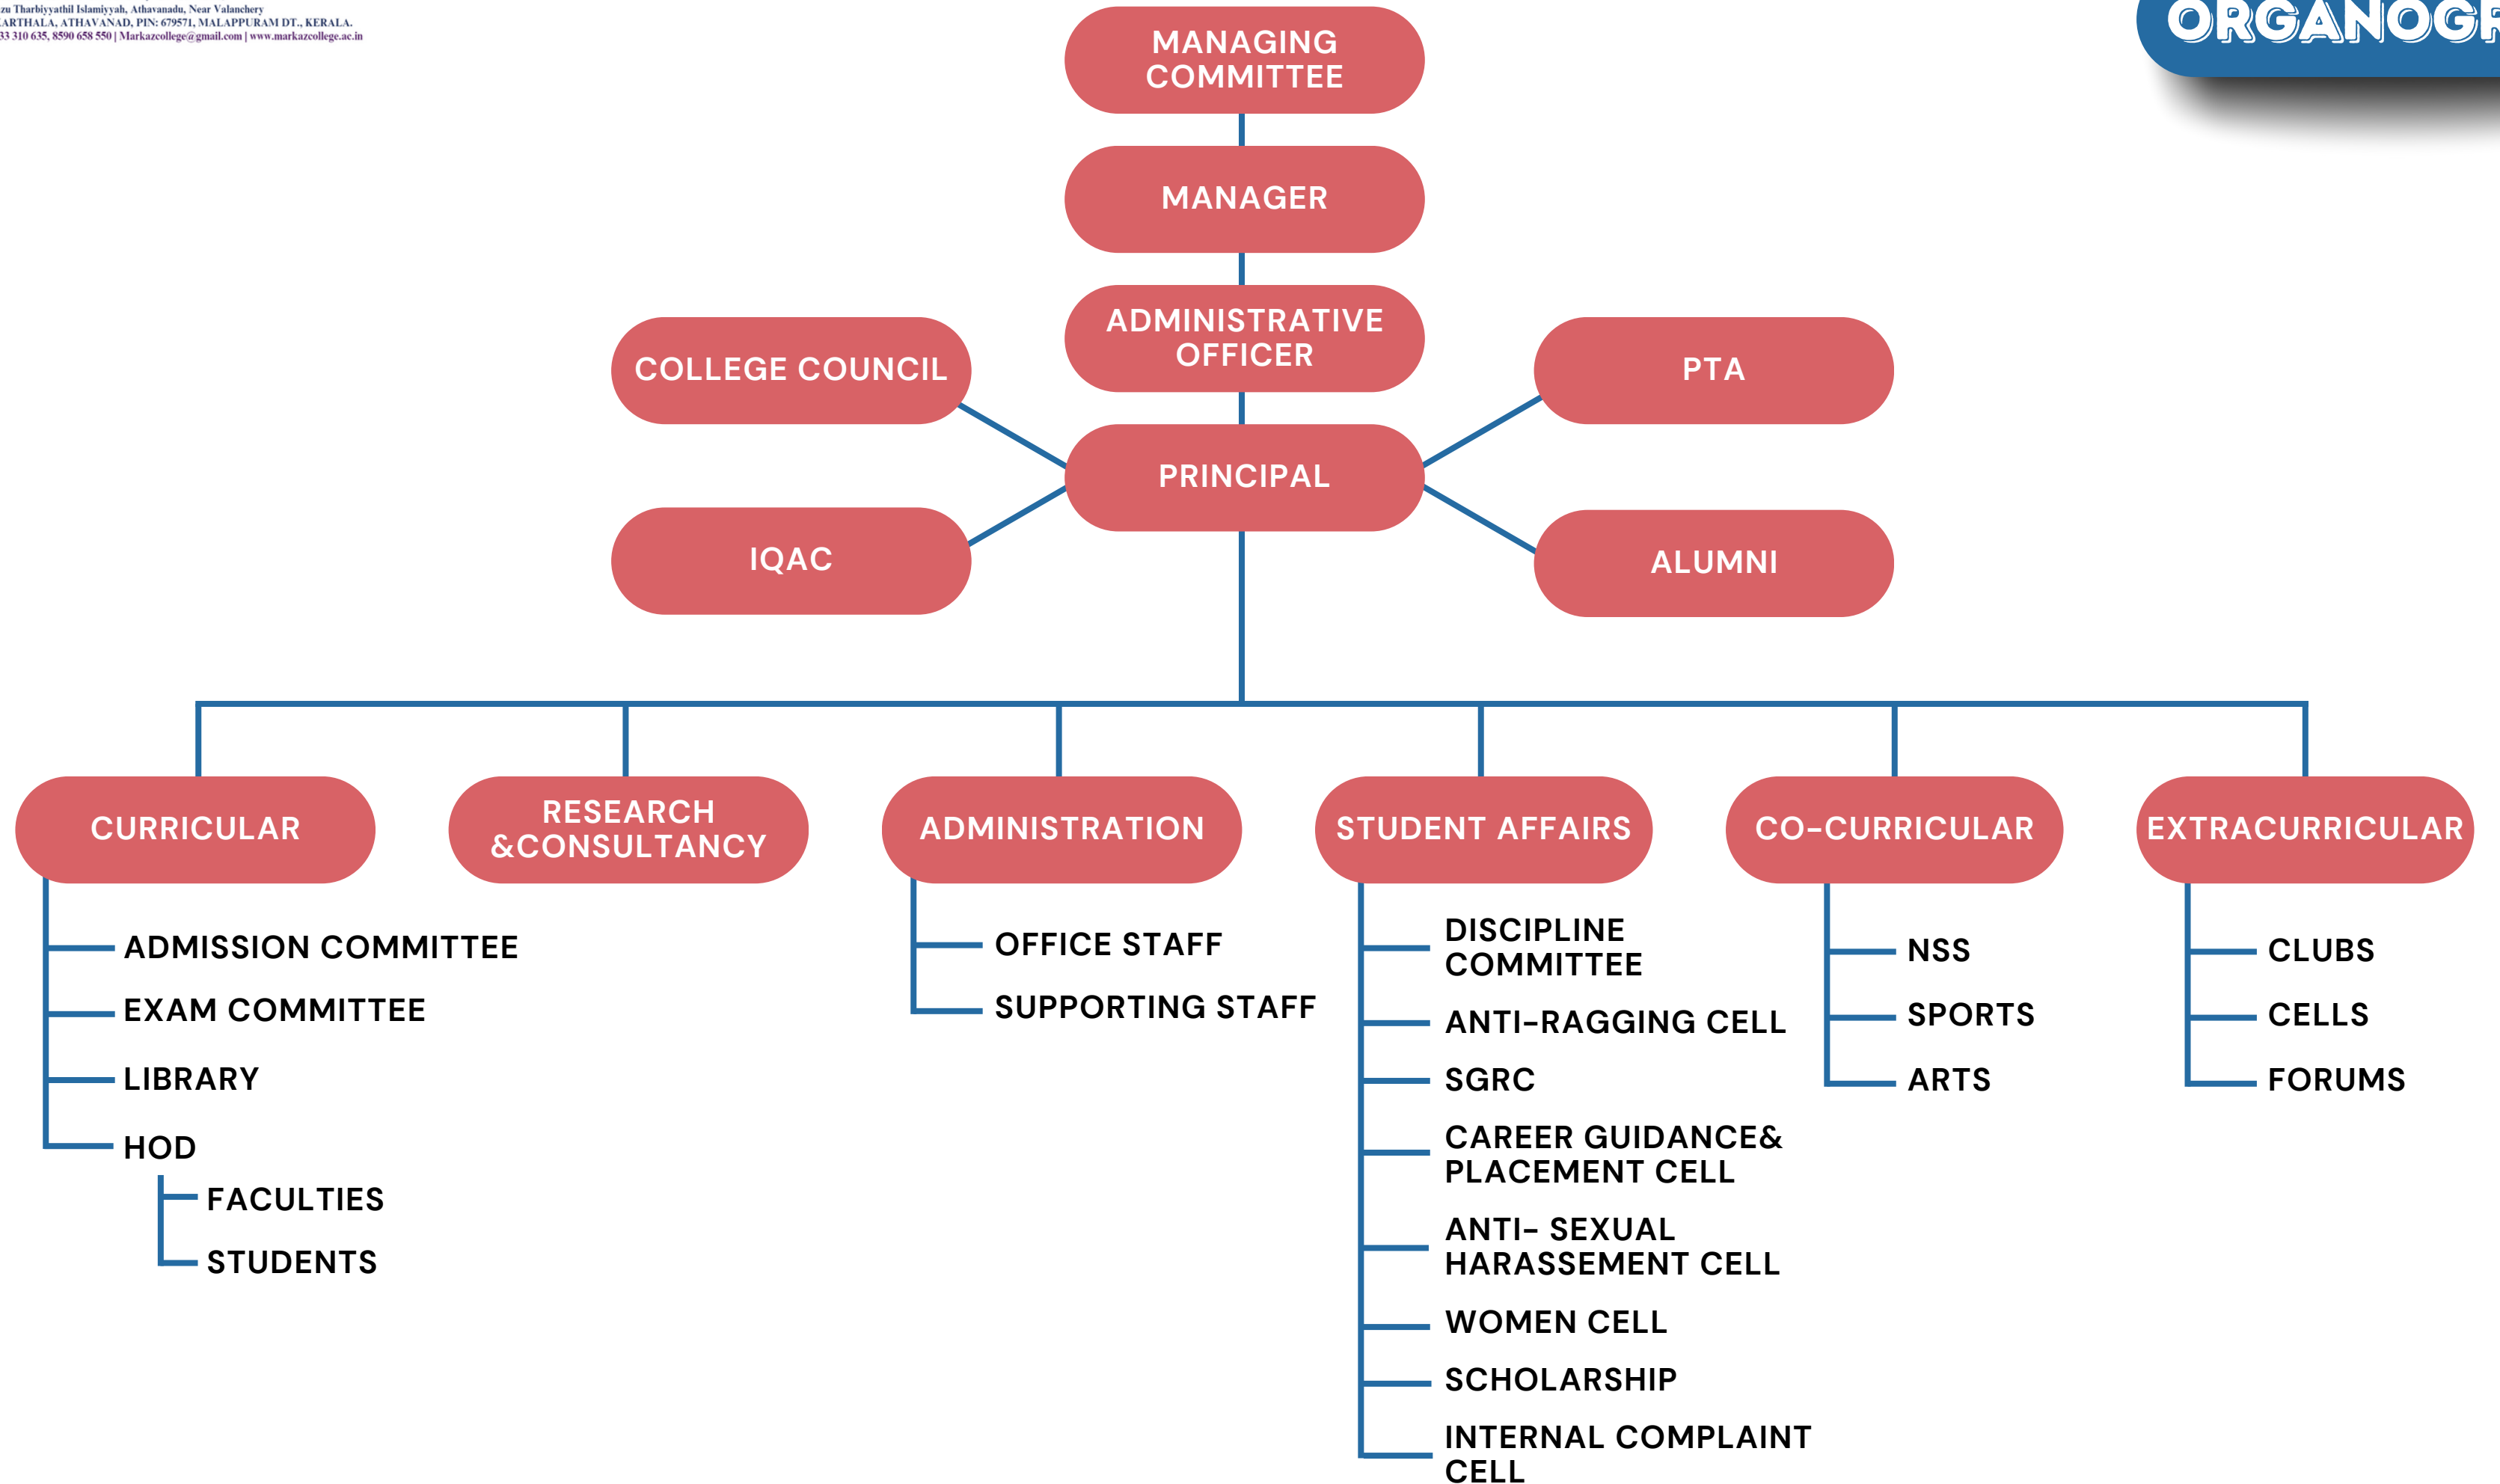 Tharbiyyathil Islamiyyah, Athavanadu, Near Valanchery
ATHAVANAD, PIN: 679571, MALAPPURAM DT., KERALA.
310 635, 8590 658 550 | Markazcollege@gmail.com | www.markazcollege.ac.in
MANAGING
COMMITTEE
MANAGER
ADMINISTRATIVE
OFFICER
COLLEGE COUNCIL
PTA
PRINCIPAL
IQAC
ALUMNI
CURRICULAR
RESEARCH
&CONSULTANCY
ADMINISTRATION
STUDENT AFFAIRS
CO-CURRICULAR
EXTRACURRICULAR
ADMISSION COMMITTEE
EXAM COMMITTEE
LIBRARY
HOD
FACULTIES
STUDENTS
OFFICE STAFF
SUPPORTING STAFF
DISCIPLINE
COMMITTEE
ANTI-RAGGING CELL
SGRC
CAREER GUIDANCE&
PLACEMENT CELL
ANTI- SEXUAL
HARASSEMENT CELL
WOMEN CELL
SCHOLARSHIP
INTERNAL COMPLAINT
CELL
NSS
SPORTS
ARTS
CLUBS
CELLS
FORUMS